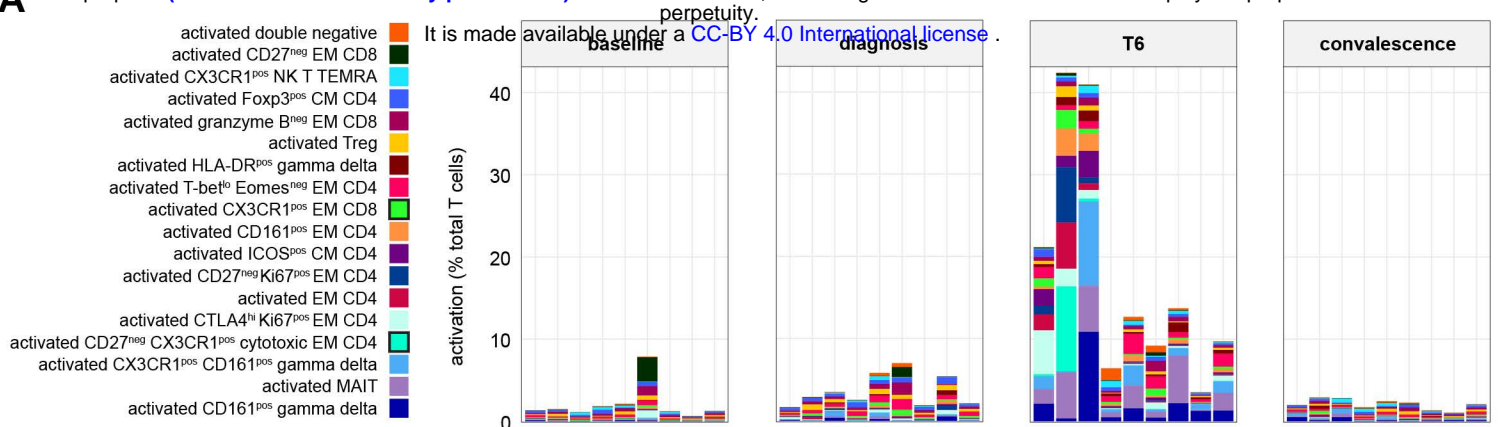 A
perpetuity.
It is made available under a CC-BY 4.0 International license .
activated double negative
activated CD27neg EM CD8
activated CX3CR1pos NK T TEMRA
activated Foxp3pos CM CD4
activated granzyme Bneg EM CD8
activated Treg
activated HLA-DRpos gamma delta
activated T-betlo Eomesneg EM CD4
activated CX3CR1pos EM CD8
activated CD161pos EM CD4
activated ICOSpos CM CD4
activated CD27neg Ki67pos EM CD4
activated EM CD4
activated CTLA4hi Ki67pos EM CD4
activated CD27neg CX3CR1pos cytotoxic EM CD4
activated CX3CR1pos CD161pos gamma delta
activated MAIT
activated CD161pos gamma delta
activation (% total T cells)
40
30
20
10
0
baseline
diagnosis
T6
convalescence